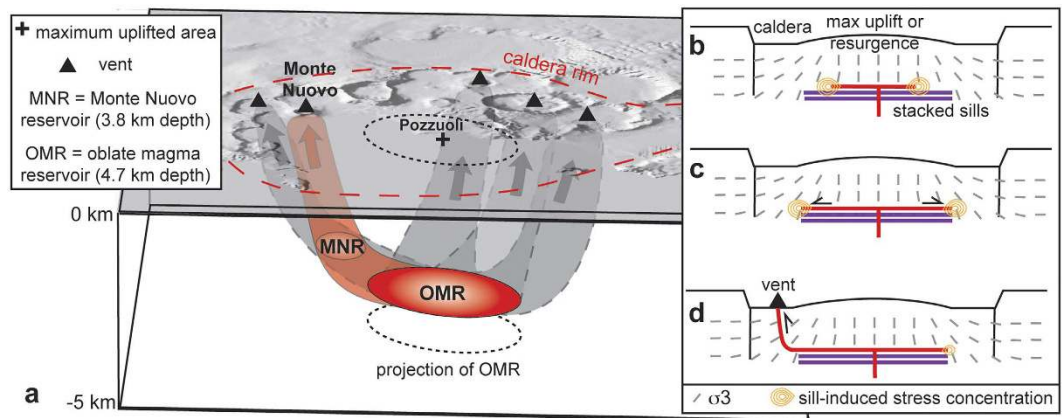 + maximum uplifted area
▲ vent
MNR = Monte Nuovo
reservoir (3.8 km depth)
OMR = oblate magma
reservoir (4.7 km depth)
Monte
Nuovo
caldera rim
Pozzuoli
0 km
MNR
OMR
projection of OMR
a
-5 km
b
caldera
max uplift or
resurgence
stacked sills
c
vent
d
σ3
sill-induced stress concentration